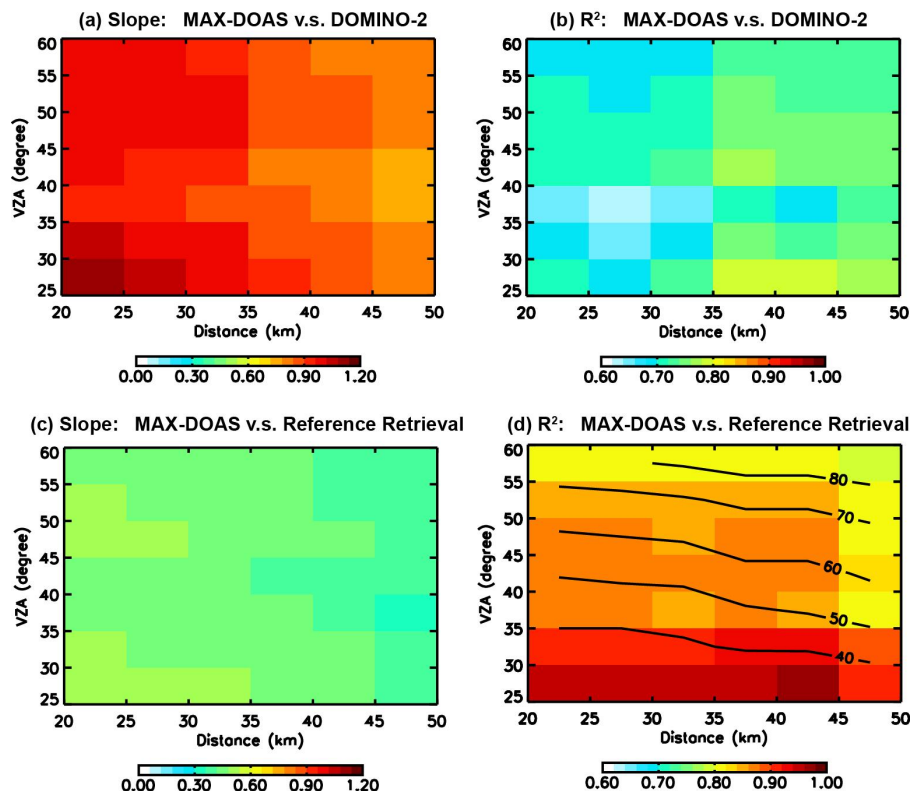 (a) Slope: MAX-DOAS v.s. DOMINO-2
(b) R²: MAX-DOAS v.s. DOMINO-2
60
55
50
45
40
35
30
25
VZA (degree)
20 25 30 35 40 45 50
Distance (km)
0.00 0.30 0.60 0.90 1.20
60
55
50
45
40
35
30
25
VZA (degree)
20 25 30 35 40 45 50
Distance (km)
0.60 0.70 0.80 0.90 1.00
(c) Slope: MAX-DOAS v.s. Reference Retrieval
(d) R²: MAX-DOAS v.s. Reference Retrieval
60
55
50
45
40
35
30
25
VZA (degree)
20 25 30 35 40 45 50
Distance (km)
0.00 0.30 0.60 0.90 1.20
60
55
50
45
40
35
30
25
VZA (degree)
80
70
60
50
40
20 25 30 35 40 45 50
Distance (km)
0.60 0.70 0.80 0.90 1.00